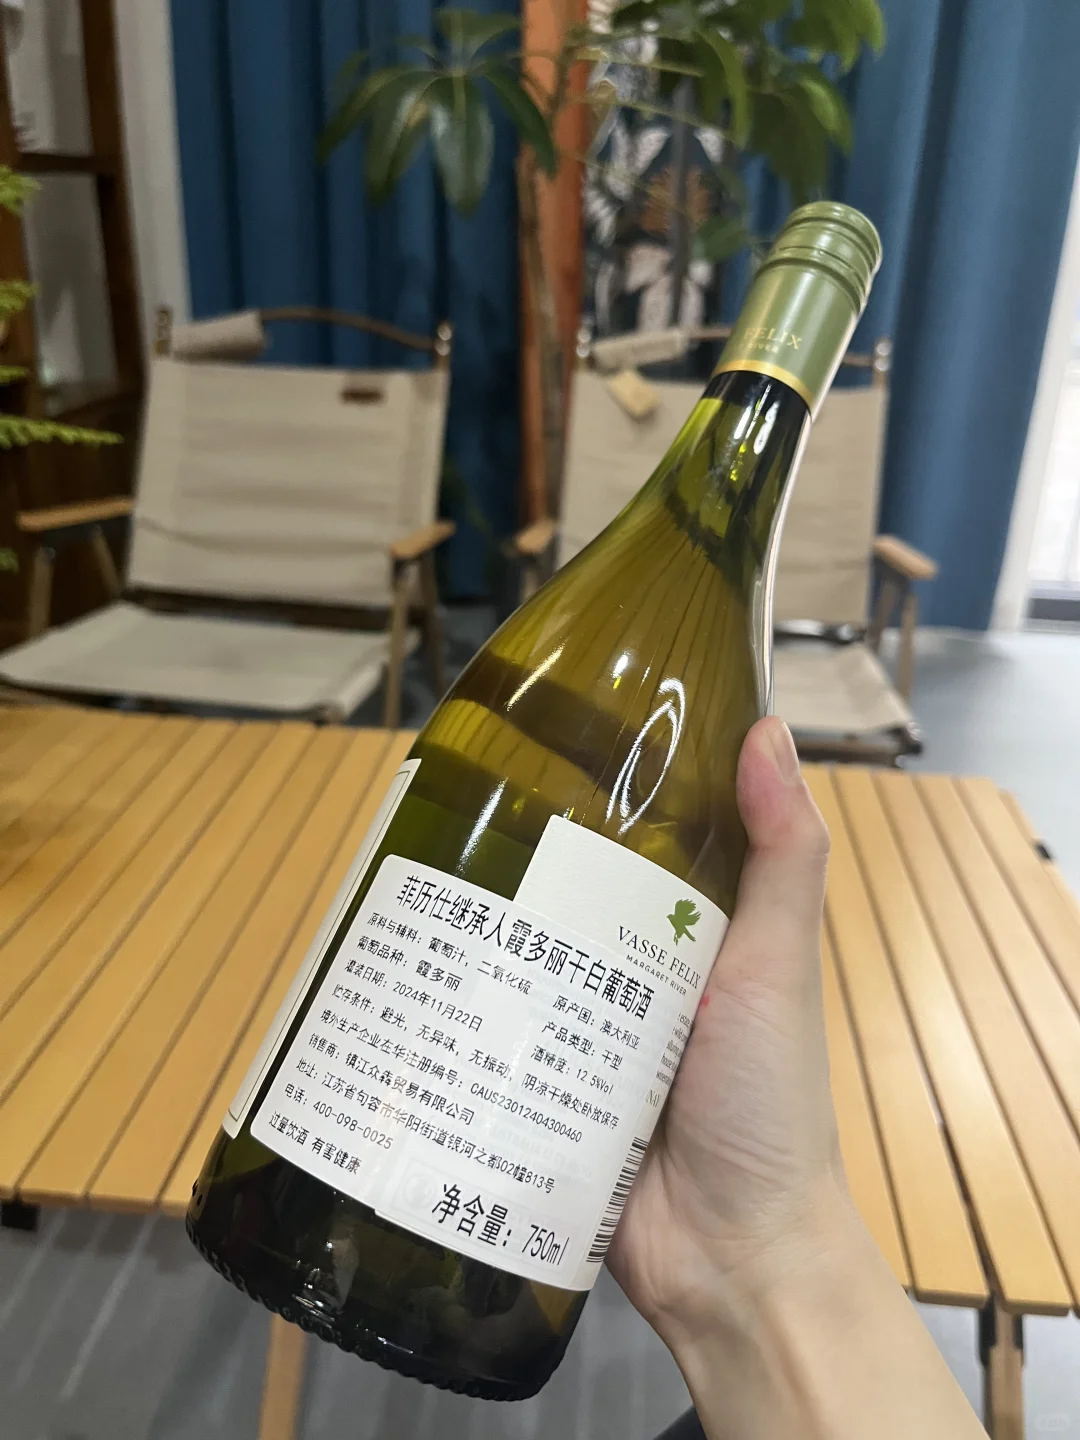 FELIX
RIVER
VASSE FELIX
MARGARET RIVER
菲历仕继承人霞多丽干白葡萄酒
原料与辅料：葡萄汁，二氧化硫
原产国：澳大利亚
葡萄品种：霞多丽
产品类型：干型
灌装日期：2024年11月22日
酒精度：12.5%Vol
贮存条件：避光，无异味，无振动，阴凉干燥处卧放保存
境外生产企业在华注册编号：CAUS23012404300460
销售商：镇江众犇贸易有限公司
地址：江苏省句容市华阳街道银河之都02幢813号
电话：400-098-0025
过量饮酒 有害健康
净含量：750ml